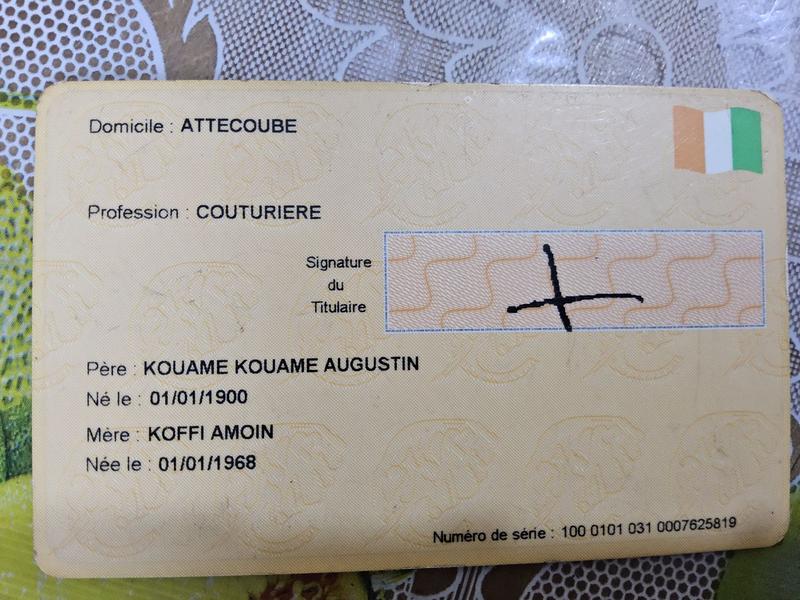 Domicile : ATTECOUBE
Profession : COUTURIERE
Signature
du
Titulaire
Père : KOUAME KOUAME AUGUSTIN
Né le : 01/01/1900
Mère : KOFFI AMOIN
Née le : 01/01/1968
Numéro de série : 100 0101 031 0007625819